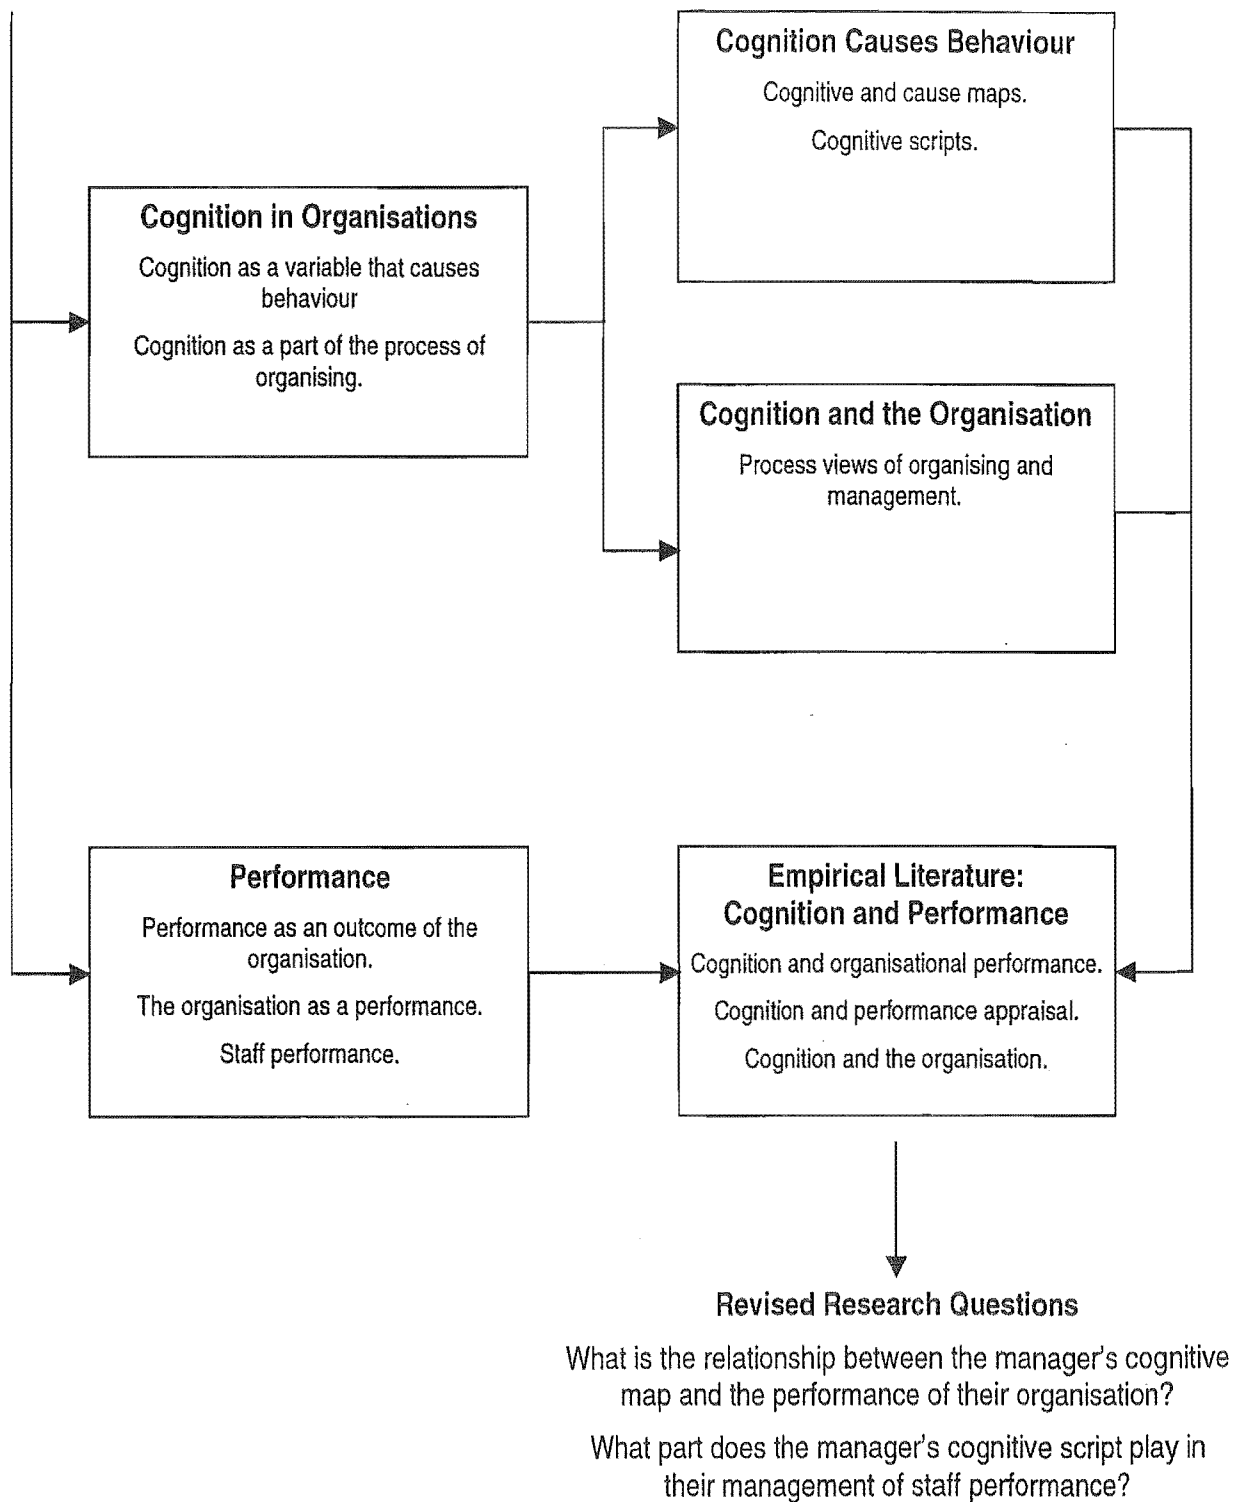 Cognition Causes Behaviour
Cognitive and cause maps.
Cognitive scripts.
Cognition in Organisations
Cognition as a variable that causes
behaviour
Cognition as a part of the process of
organising.
Cognition and the Organisation
Process views of organising and
management.
Performance
Performance as an outcome of the
organisation.
The organisation as a performance.
Staff performance.
Empirical Literature:
Cognition and Performance
Cognition and organisational performance.
Cognition and performance appraisal.
Cognition and the organisation.
Revised Research Questions
What is the relationship between the manager's cognitive
map and the performance of their organisation?
What part does the manager's cognitive script play in
their management of staff performance?